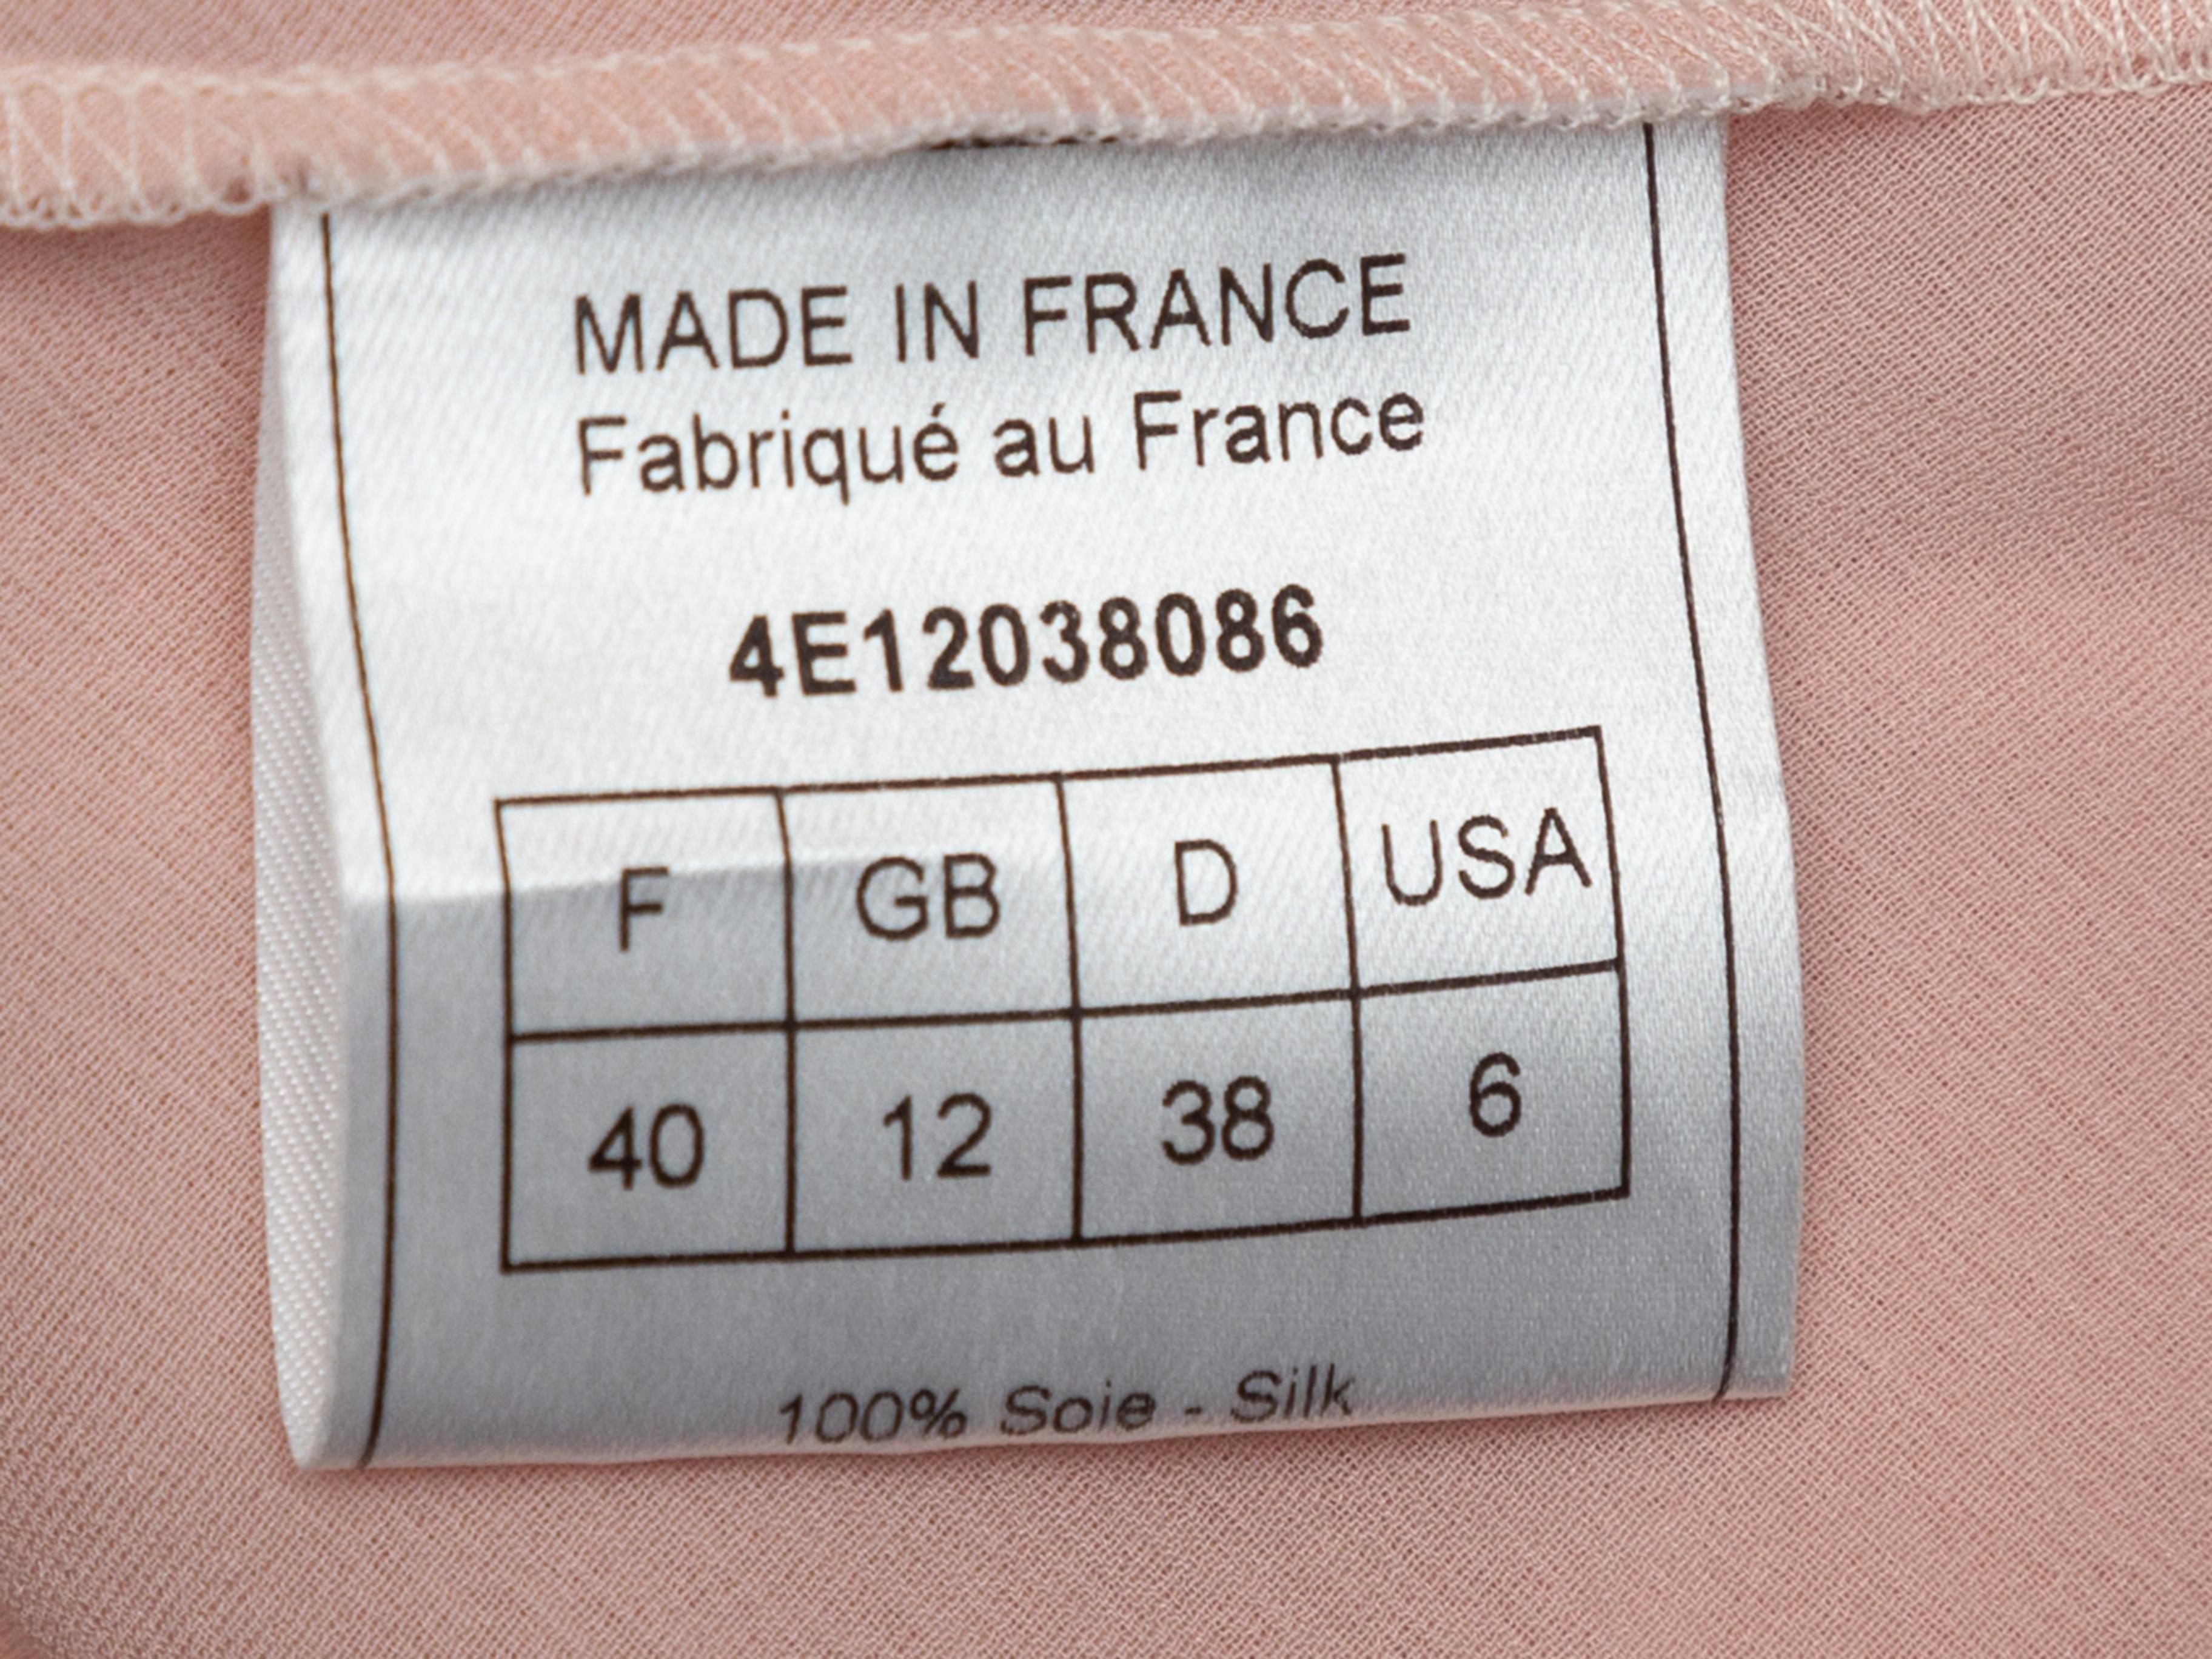 MADE IN FRANCE
Fabriqué au France
4E12038086
F GB D USA
40 12 38 6
100% Soie - Silk